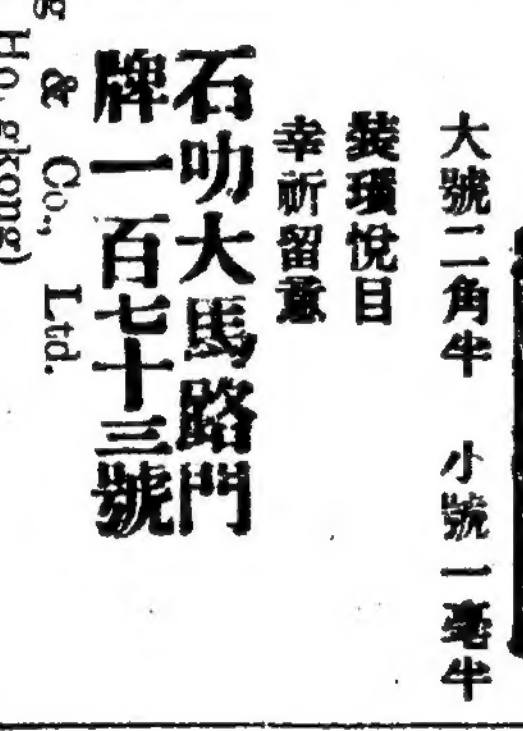 大號二角半 小號一毫半
裝璜悅目
幸祈留意
石叻大馬路門
牌一百七十三號
& Co., Ltd.
Hongkong)